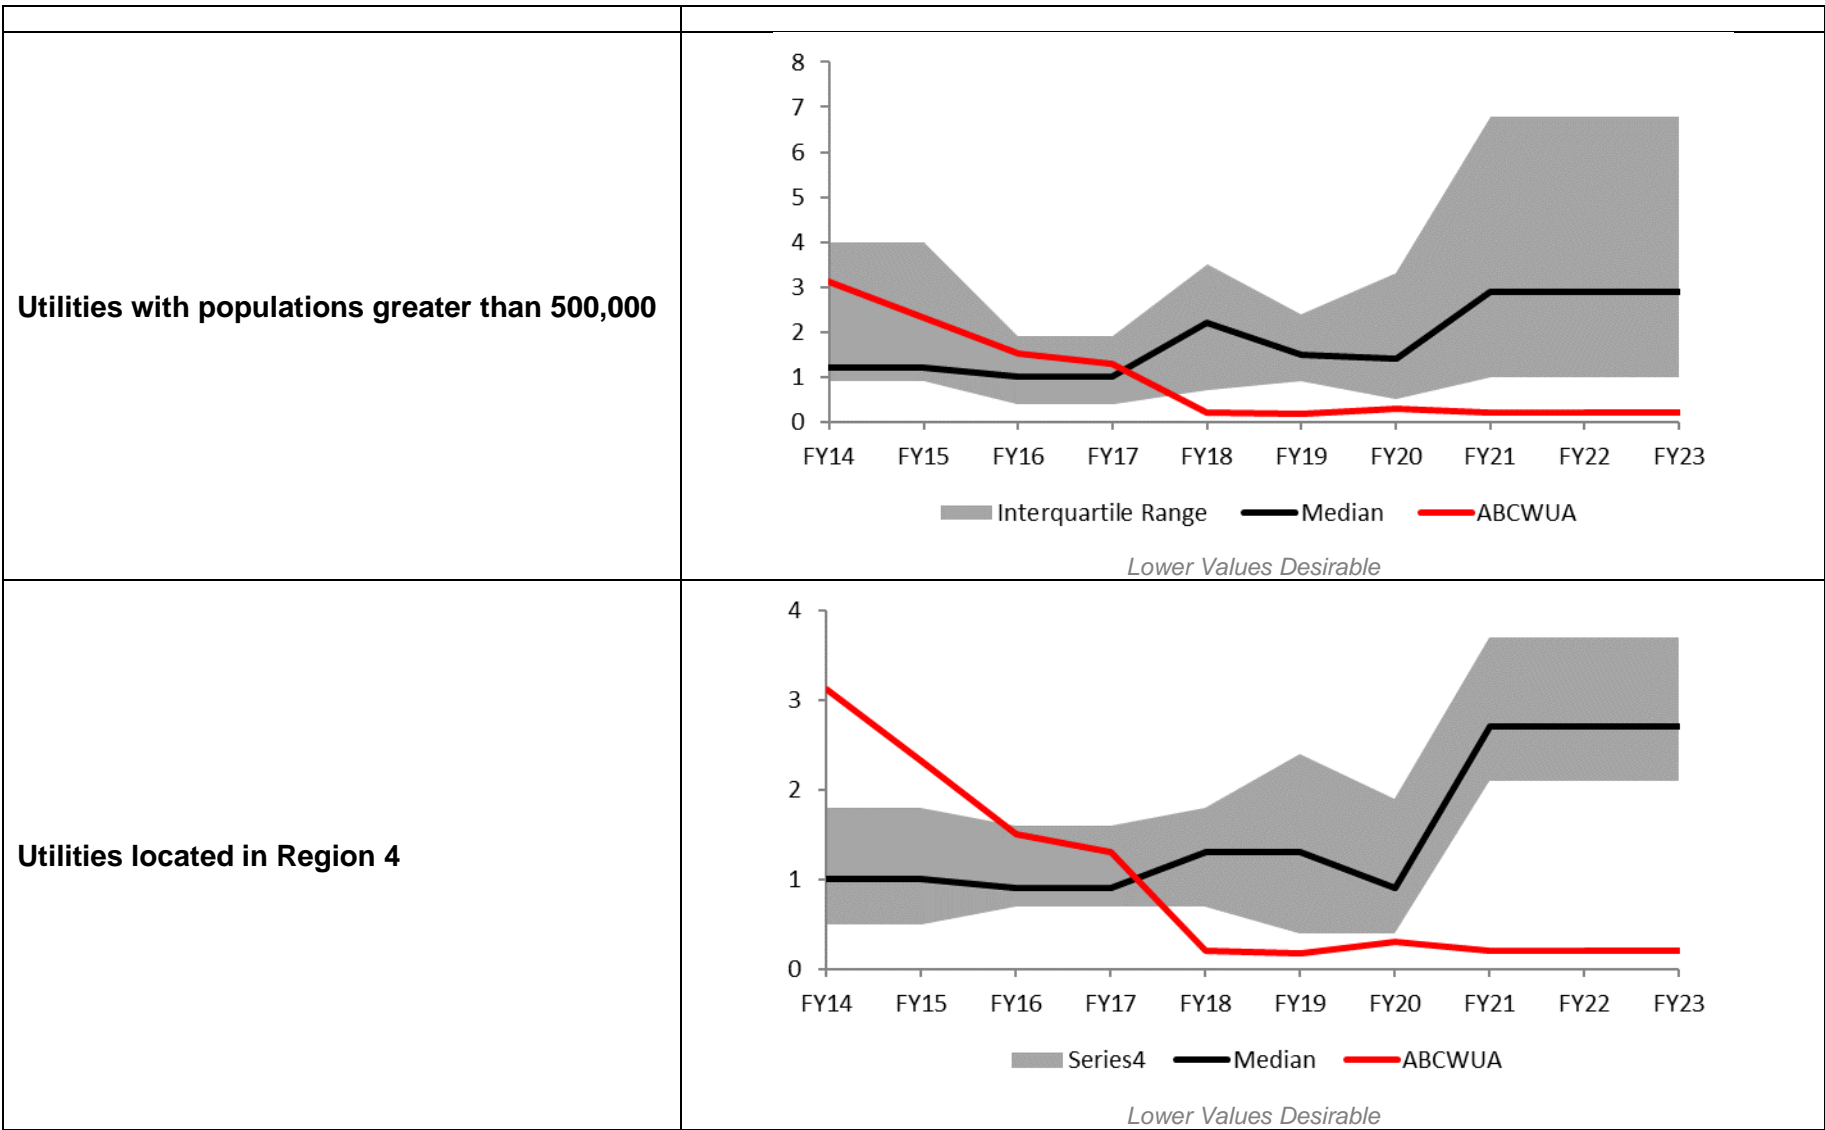 8
7
6
5
4
3
2
1
0
FY14 FY15 FY16 FY17 FY18 FY19 FY20 FY21 FY22 FY23
Utilities with populations greater than 500,000
Interquartile Range Median ABCWUA
Lower Values Desirable
4
3
2
1
0
FY14 FY15 FY16 FY17 FY18 FY19 FY20 FY21 FY22 FY23
Utilities located in Region 4
Series4 Median ABCWUA
Lower Values Desirable